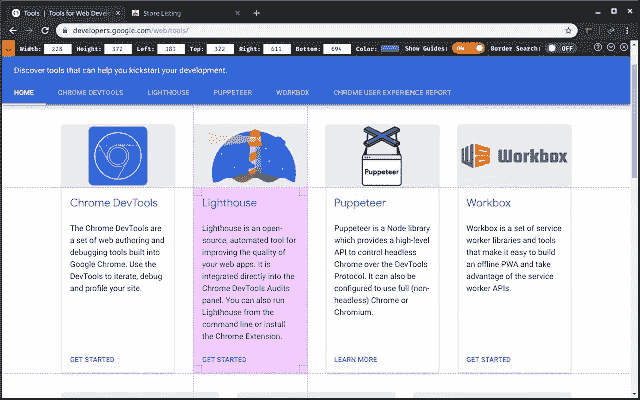 Tools | Tools for Web Deve
Store Listing
developers.google.com/web/tools/
Width: 228 Height: 372 Left: 383 Top: 322 Right: 611 Bottom: 694 Color: Show Guides: ON Border Search: OFF
Discover tools that can help you kickstart your development.
HOME CHROME DEVTOOLS LIGHTHOUSE PUPPETEER WORKBOX CHROME USER EXPERIENCE REPORT
Puppeteer
Workbox
Chrome DevTools
The Chrome DevTools are
a set of web authoring and
debugging tools built into
Google Chrome. Use the
DevTools to iterate, debug
and profile your site.
GET STARTED
Lighthouse
Lighthouse is an open-
source, automated tool for
improving the quality of
your web apps. It is
integrated directly into the
Chrome DevTools Audits
panel. You can also run
Lighthouse from the
command line or install
the Chrome Extension.
GET STARTED
Puppeteer
Puppeteer is a Node library
which provides a high-level
API to control headless
Chrome over the DevTools
Protocol. It can also be
configured to use full (non-
headless) Chrome or
Chromium.
LEARN MORE
Workbox
Workbox is a set of service
worker libraries and tools
that make it easy to build
an offline PWA and take
advantage of the service
worker APIs.
GET STARTED